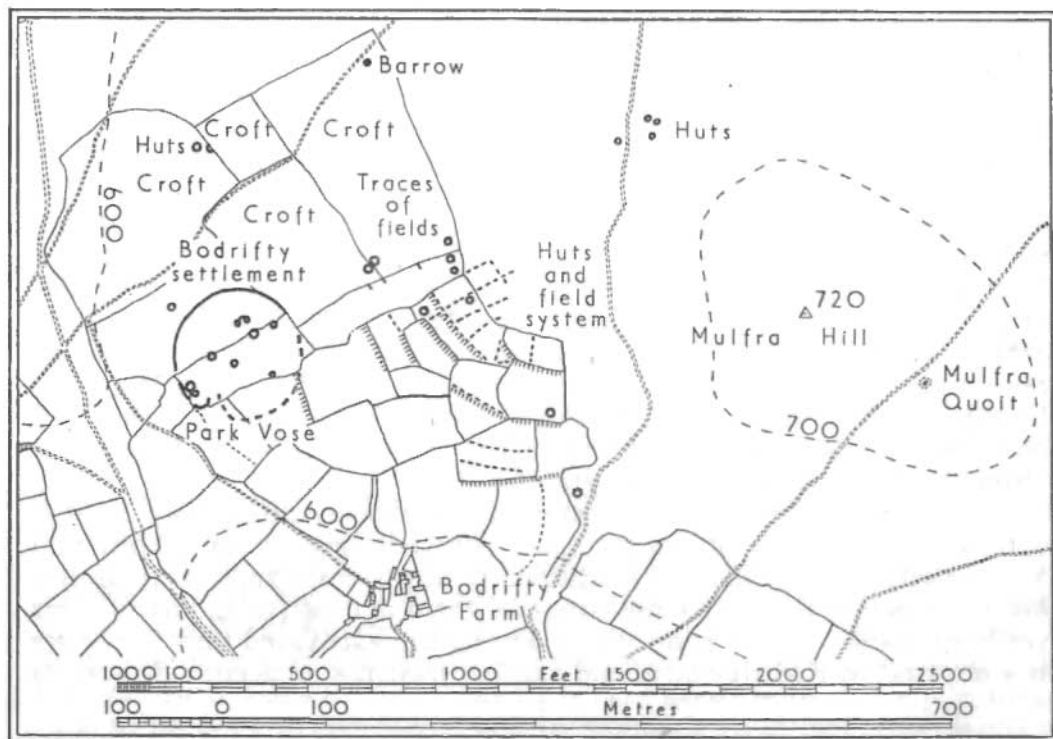 Barrow
Croft
Croft
Huts
Huts
Croft
Traces
of
fields
600
Croft
Bodrifty
settlement
Huts
and
field
system
720
Mulfra Hill
Mulfra
Quoit
Park Vose
700
600
Bodrifty
Farm
1000 100 500 Feet 1000 1500 2000 2500
100 0 100 Metres 700